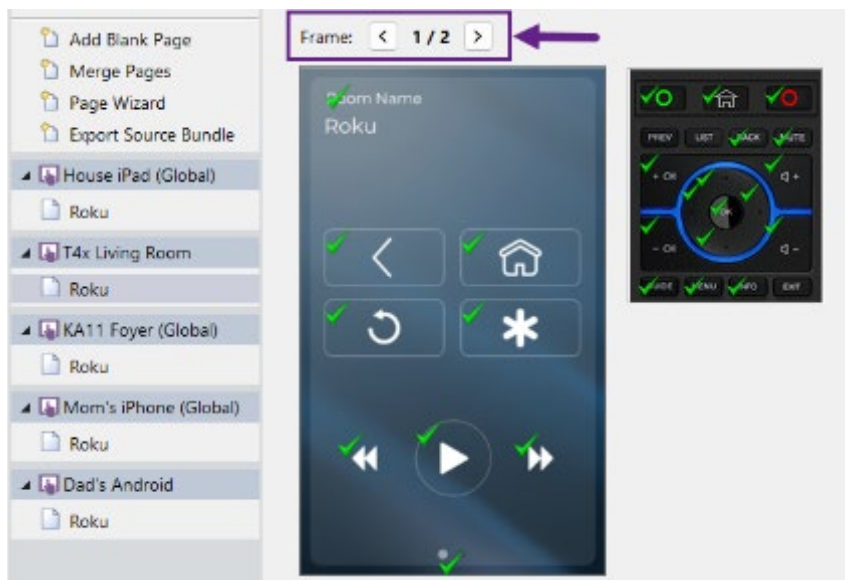 Add Blank Page
Merge Pages
Page Wizard
Export Source Bundle
House iPad (Global)
Roku
T4x Living Room
Roku
KA11 Foyer (Global)
Roku
Mom's iPhone (Global)
Roku
Dad's Android
Roku
Frame: < 1 / 2 >
Room Name
Roku
PREV LIST BACK MUTE
+ CH +
OK
- CH -
GUIDE MENU INFO EXIT